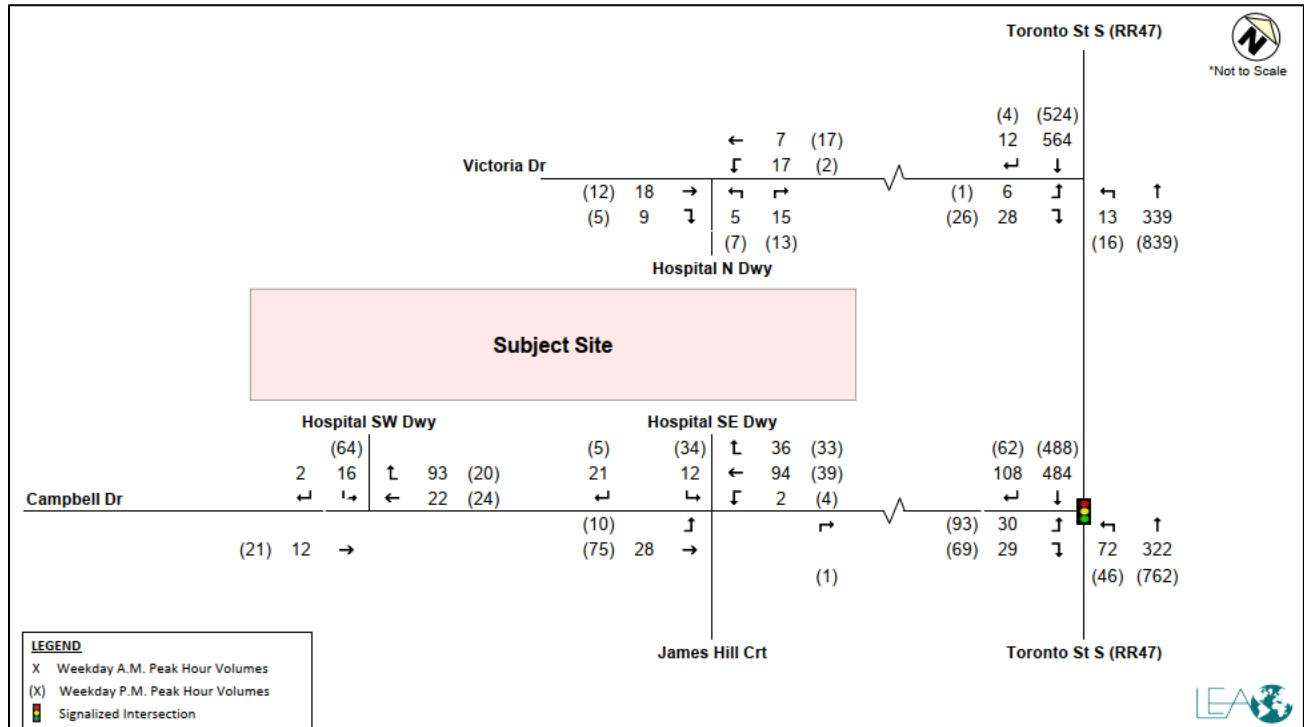 Toronto St S (RR47)
N
*Not to Scale
(4) (524)
12 564
7 (17)
Victoria Dr
17 (2)
(12) 18
(5) 9
5 15
(7) (13)
Hospital N Dwy
(1) 6
(26) 28
13 339
(16) (839)
Subject Site
Hospital SW Dwy
(64)
2 16
93 (20)
22 (24)
Campbell Dr
(21) 12
Hospital SE Dwy
(5) (34)
21 12
36 (33)
94 (39)
2 (4)
(10)
(75) 28
(1)
(62) (488)
108 484
(93) 30
(69) 29
72 322
(46) (762)
James Hill Crt
Toronto St S (RR47)
LEGEND
X Weekday A.M. Peak Hour Volumes
(X) Weekday P.M. Peak Hour Volumes
Signalized Intersection
LEA